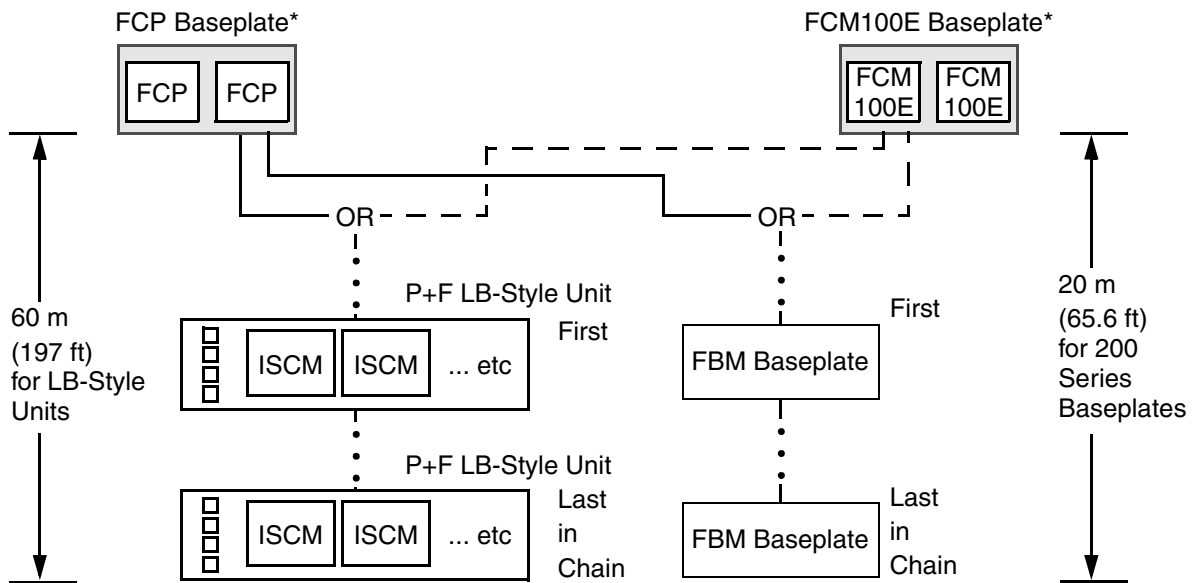 FCP Baseplate*
FCM100E Baseplate*
FCP
FCP
FCM
100E
FCM
100E
OR
OR
60 m
(197 ft)
for LB-Style
Units
P+F LB-Style Unit
First
ISCM
ISCM
... etc
First
FBM Baseplate
20 m
(65.6 ft)
for 200
Series
Baseplates
P+F LB-Style Unit
Last
in
Chain
ISCM
ISCM
... etc
Last
in
Chain
FBM Baseplate